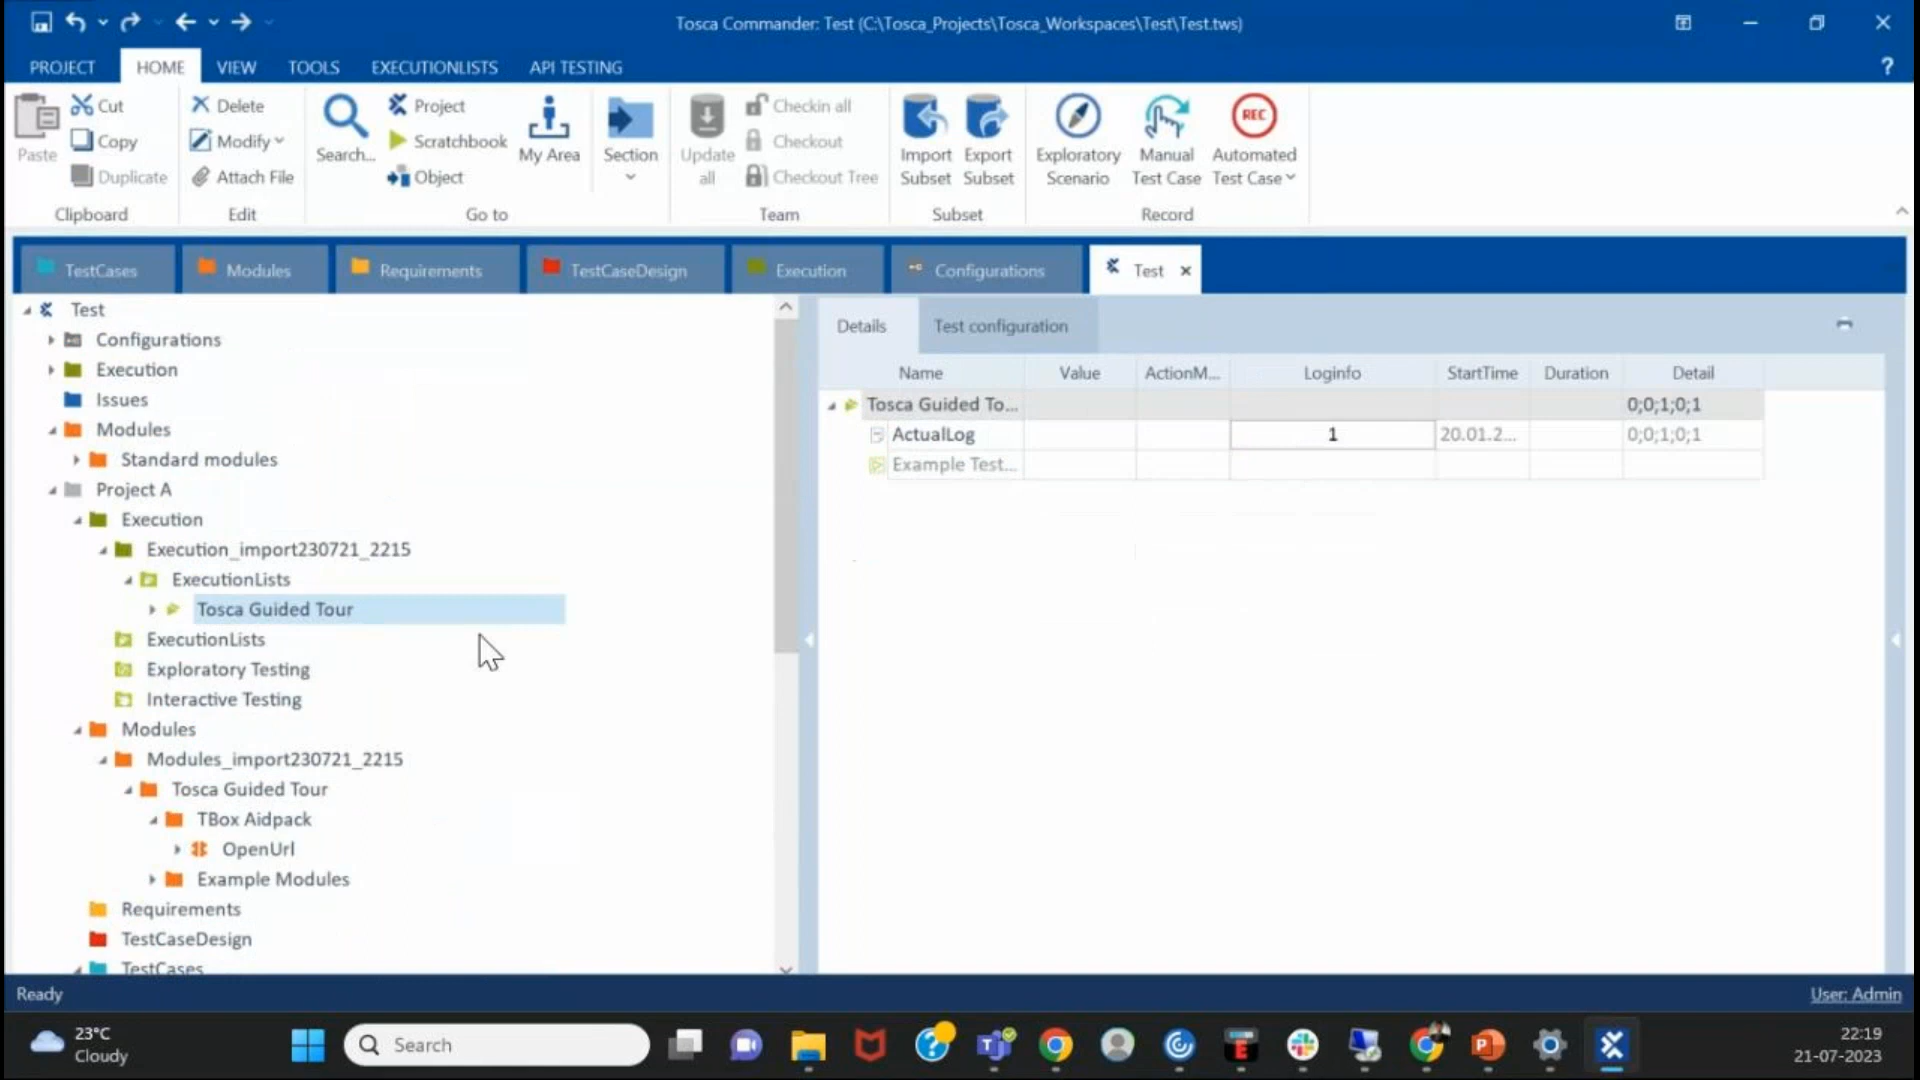 Tosca Commander: Test (C:\Tosca_Projects\Tosca_Workspaces\Test\Test.tws)
PROJECT HOME VIEW TOOLS EXECUTIONLISTS API TESTING ?
Paste
Cut
Copy
Duplicate
Clipboard
Delete
Modify
Attach File
Edit
Search...
Project
Scratchbook
Object
My Area
Section
Go to
Update all
Checkin all
Checkout
Checkout Tree
Team
Import Subset
Export Subset
Subset
Exploratory Scenario
Manual Test Case
REC
Automated Test Case
Record
TestCases Modules Requirements TestCaseDesign Execution Configurations Test
Test
Configurations
Execution
Issues
Modules
Standard modules
Project A
Execution
Execution_import230721_2215
ExecutionLists
Tosca Guided Tour
ExecutionLists
Exploratory Testing
Interactive Testing
Modules
Modules_import230721_2215
Tosca Guided Tour
TBox Aidpack
OpenUrl
Example Modules
Requirements
TestCaseDesign
TestCases
Details Test configuration
Name Value ActionM... Loginfo StartTime Duration Detail
Tosca Guided To... 0;0;1;0;1
ActualLog 1 20.01.2... 0;0;1;0;1
Example Test...
Ready User: Admin
23°C
Cloudy
Search
22:19
21-07-2023